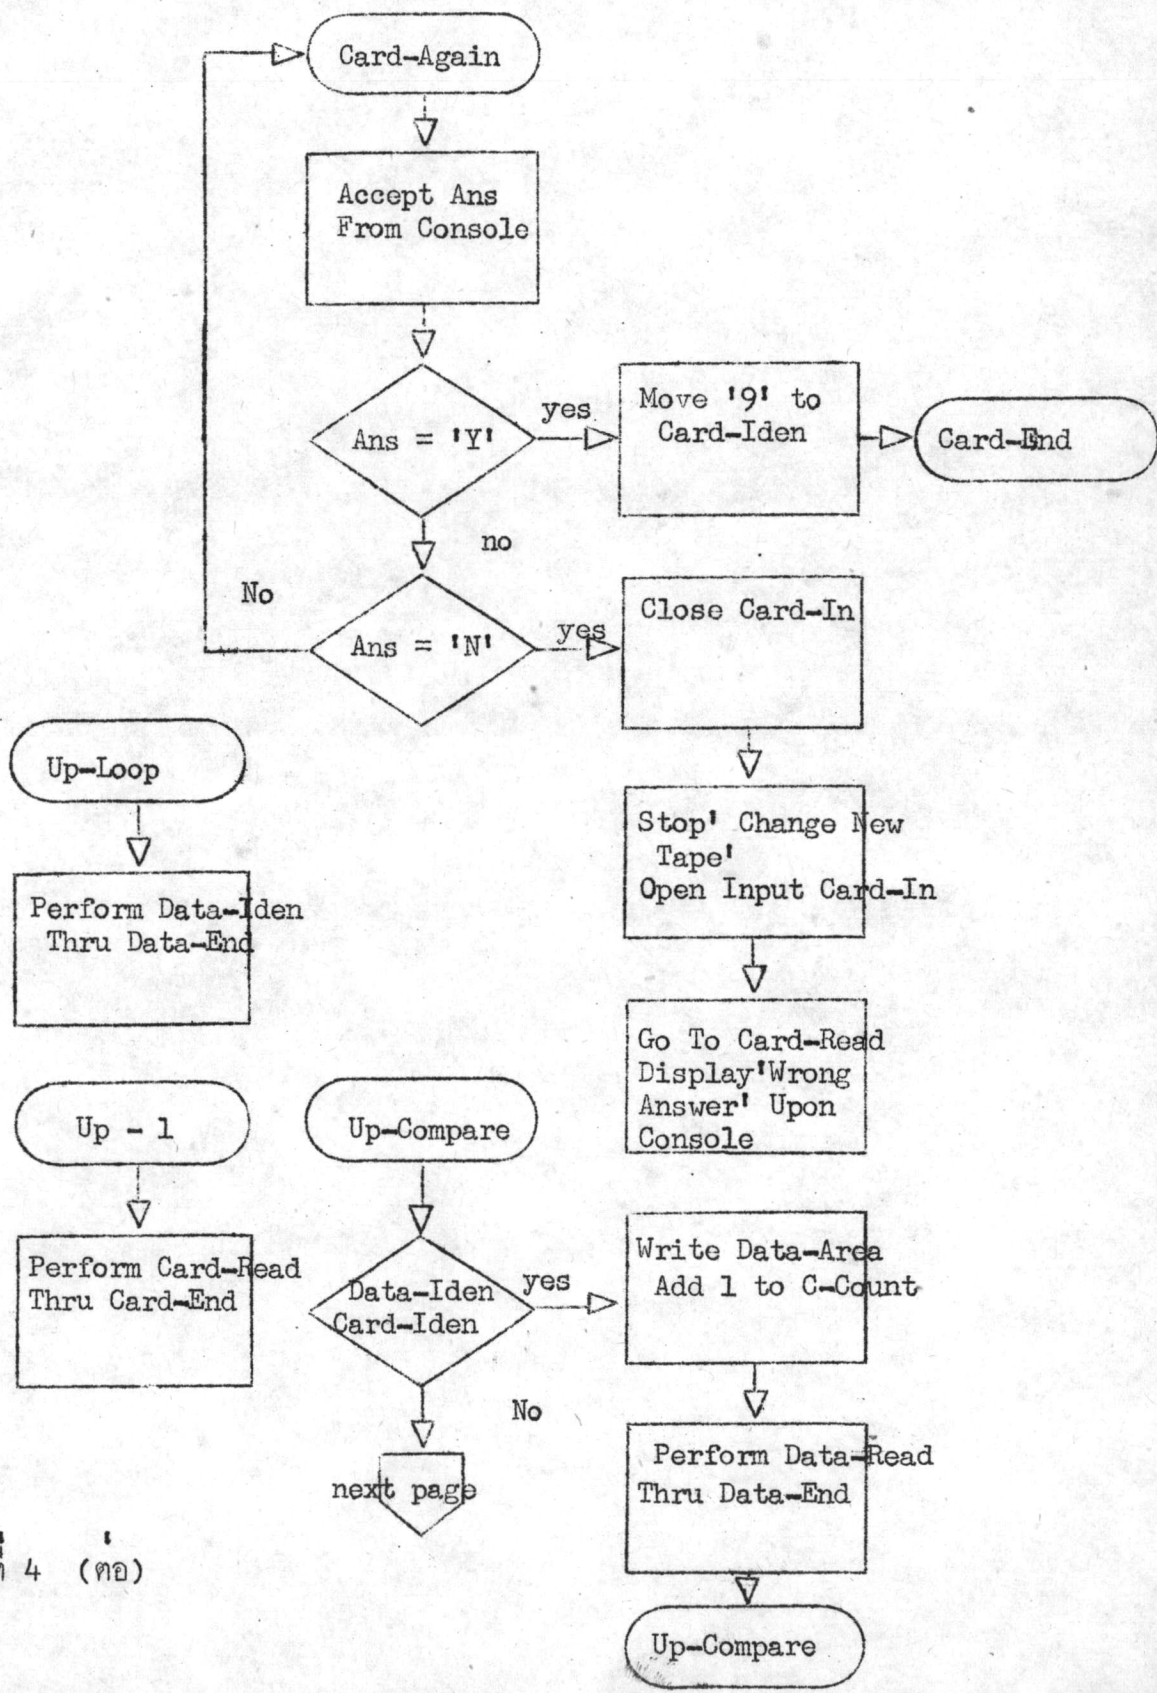 Card-Again
Accept Ans
From Console
Ans = 'Y'
yes
Move '9' to
Card-Iden
Card-End
no
Ans = 'N'
No
yes
Close Card-In
Stop' Change New
Tape'
Open Input Card-In
Go To Card-Read
Display'Wrong
Answer' Upon
Console
Up-Loop
Perform Data-Iden
Thru Data-End
Up - 1
Perform Card-Read
Thru Card-End
Up-Compare
Data-Iden
Card-Iden
yes
Write Data-Area
Add 1 to C-Count
No
next page
Perform Data-Read
Thru Data-End
Up-Compare
4 (ต่อ)